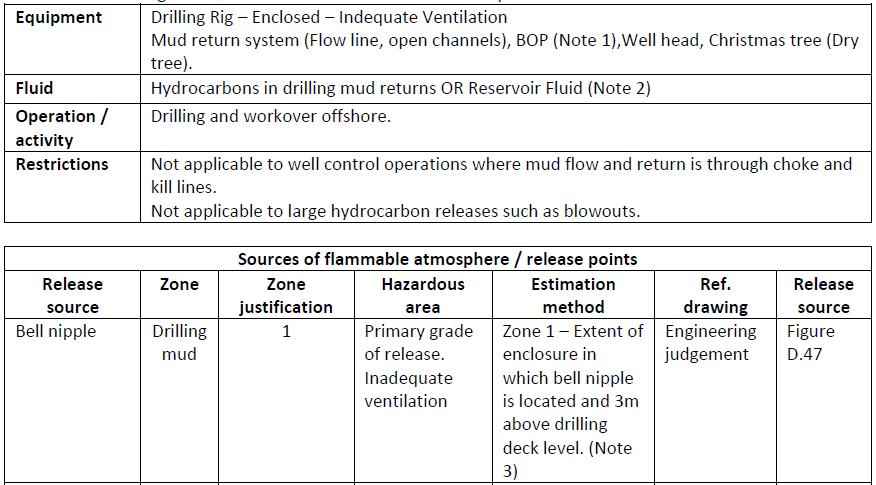 Equipment
Drilling Rig – Enclosed – Indequate Ventilation
Mud return system (Flow line, open channels), BOP (Note 1),Well head, Christmas tree (Dry
tree).
Fluid
Hydrocarbons in drilling mud returns OR Reservoir Fluid (Note 2)
Operation /
activity
Drilling and workover offshore.
Restrictions
Not applicable to well control operations where mud flow and return is through choke and
kill lines.
Not applicable to large hydrocarbon releases such as blowouts.
Sources of flammable atmosphere / release points
Release
source
Zone
Zone
justification
Hazardous
area
Estimation
method
Ref.
drawing
Release
source
Bell nipple
Drilling
mud
1
Primary grade
of release.
Inadequate
ventilation
Zone 1 – Extent of
enclosure in
which bell nipple
is located and 3m
above drilling
deck level. (Note
3)
Engineering
judgement
Figure
D.47